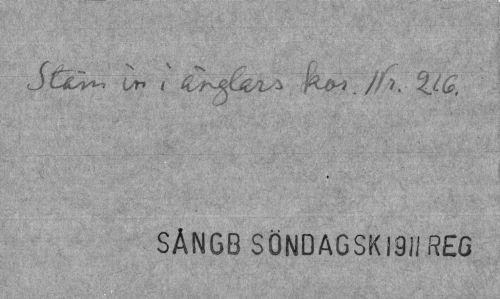 Stäm in i änglars kor. Nr. 216.
SÅNGB SÖNDAGSK 1911 REG